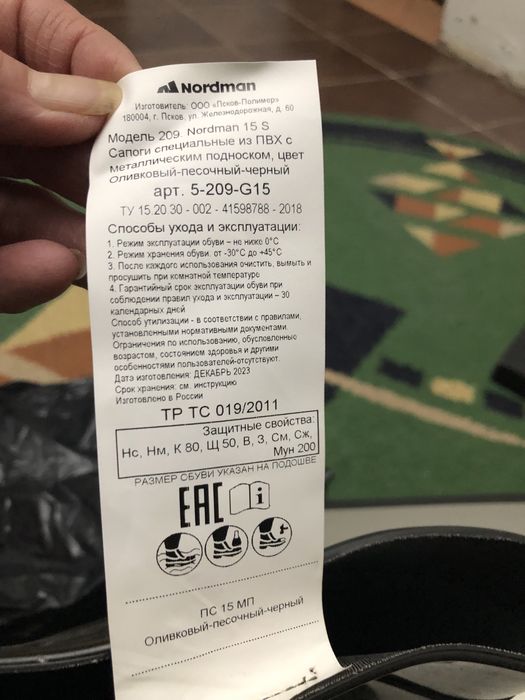 Nordman
Изготовитель: ООО «Псков-Полимер»
180004, г. Псков, ул. Железнодорожная, д. 60
Модель 209 Nordman 15 S
Сапоги специальные из ПВХ с
металлическим подноском, цвет
Оливковый-песочный-черный
арт. 5-209-G15
ТУ 15.20.30 - 002 - 41598788 - 2018
Способы ухода и эксплуатации:
1. Режим эксплуатации обуви – не ниже 0°С
2. Режим хранения обуви: от -30°С до +45°С
3. После каждого использования очистить, вымыть и
просушить при комнатной температуре
4. Гарантийный срок эксплуатации обуви при
соблюдении правил ухода и эксплуатации – 30
календарных дней
Способ утилизации - в соответствии с правилами,
установленными нормативными документами.
Ограничения по использованию, обусловленные
возрастом, состоянием здоровья и другими
особенностями пользователей-отсутствуют.
Дата изготовления: ДЕКАБРЬ 2023
Срок хранения: см. инструкцию
Изготовлено в России
ТР ТС 019/2011
Защитные свойства:
Нс, Нм, К 80, Щ 50, В, З, См, Сж,
Мун 200
РАЗМЕР ОБУВИ УКАЗАН НА ПОДОШВЕ
EAC i
ПС 15 МП
Оливковый-песочный-черный